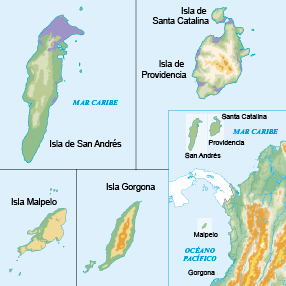 Isla de
Santa Catalina
Isla de
Providencia
MAR CARIBE
Isla de San Andrés
Santa Catalina
MAR CARIBE
Providencia
San Andrés
Isla Malpelo
Isla Gorgona
Malpelo
OCÉANO
PACÍFICO
Gorgona